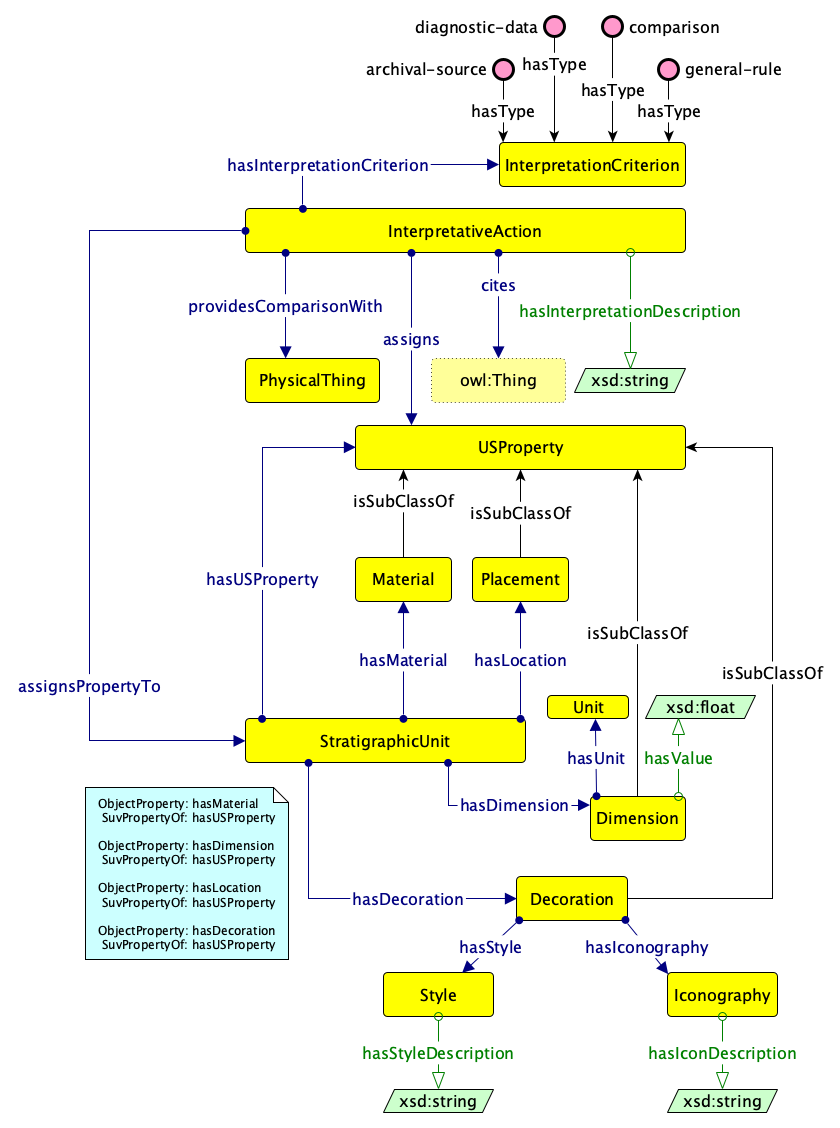 diagnostic-data
comparison
hasType
archival-source
general-rule
hasType
hasType
hasType
hasInterpretationCriterion
InterpretationCriterion
InterpretativeAction
cites
providesComparisonWith
hasInterpretationDescription
assigns
PhysicalThing
owl:Thing
xsd:string
USProperty
isSubClassOf
isSubClassOf
hasUSProperty
Material
Placement
isSubClassOf
hasMaterial
hasLocation
isSubClassOf
assignsPropertyTo
Unit
xsd:float
StratigraphicUnit
hasUnit
hasValue
ObjectProperty: hasMaterial
SuvPropertyOf: hasUSProperty
ObjectProperty: hasDimension
SuvPropertyOf: hasUSProperty
ObjectProperty: hasLocation
SuvPropertyOf: hasUSProperty
ObjectProperty: hasDecoration
SuvPropertyOf: hasUSProperty
hasDimension
Dimension
hasDecoration
Decoration
hasStyle
hasIconography
Style
Iconography
hasStyleDescription
hasIconDescription
xsd:string
xsd:string